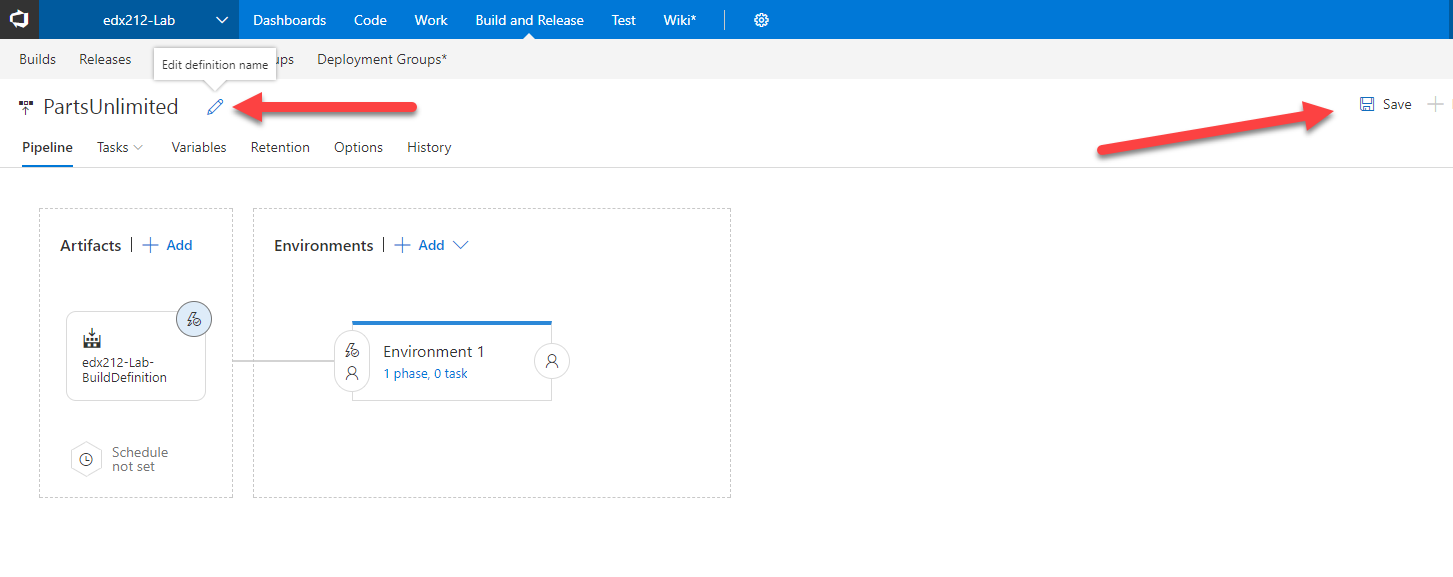 edx212-Lab
Dashboards Code Work Build and Release Test Wiki*
Builds Releases ups Deployment Groups*
Edit definition name
PartsUnlimited
Save
Pipeline Tasks Variables Retention Options History
Artifacts + Add
Environments + Add
edx212-Lab-
BuildDefinition
Environment 1
1 phase, 0 task
Schedule
not set